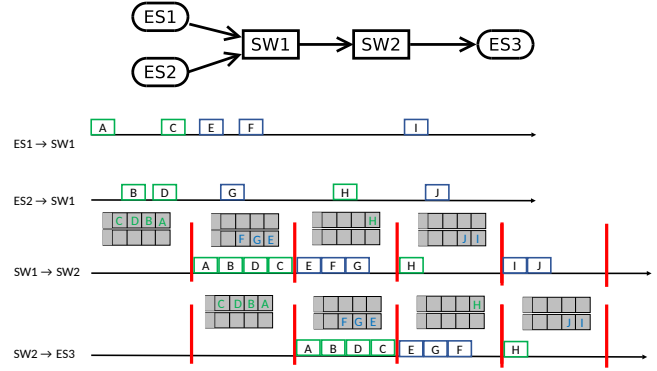 ES1
ES2
SW1
SW2
ES3
A C E F I
ES1 → SW1
B D G H J
ES2 → SW1
C D B A
F G E
H
J I
SW1 → SW2
A B D C E F G H I J
C D B A
F G E
H
J I
SW2 → ES3
A B D C E G F H